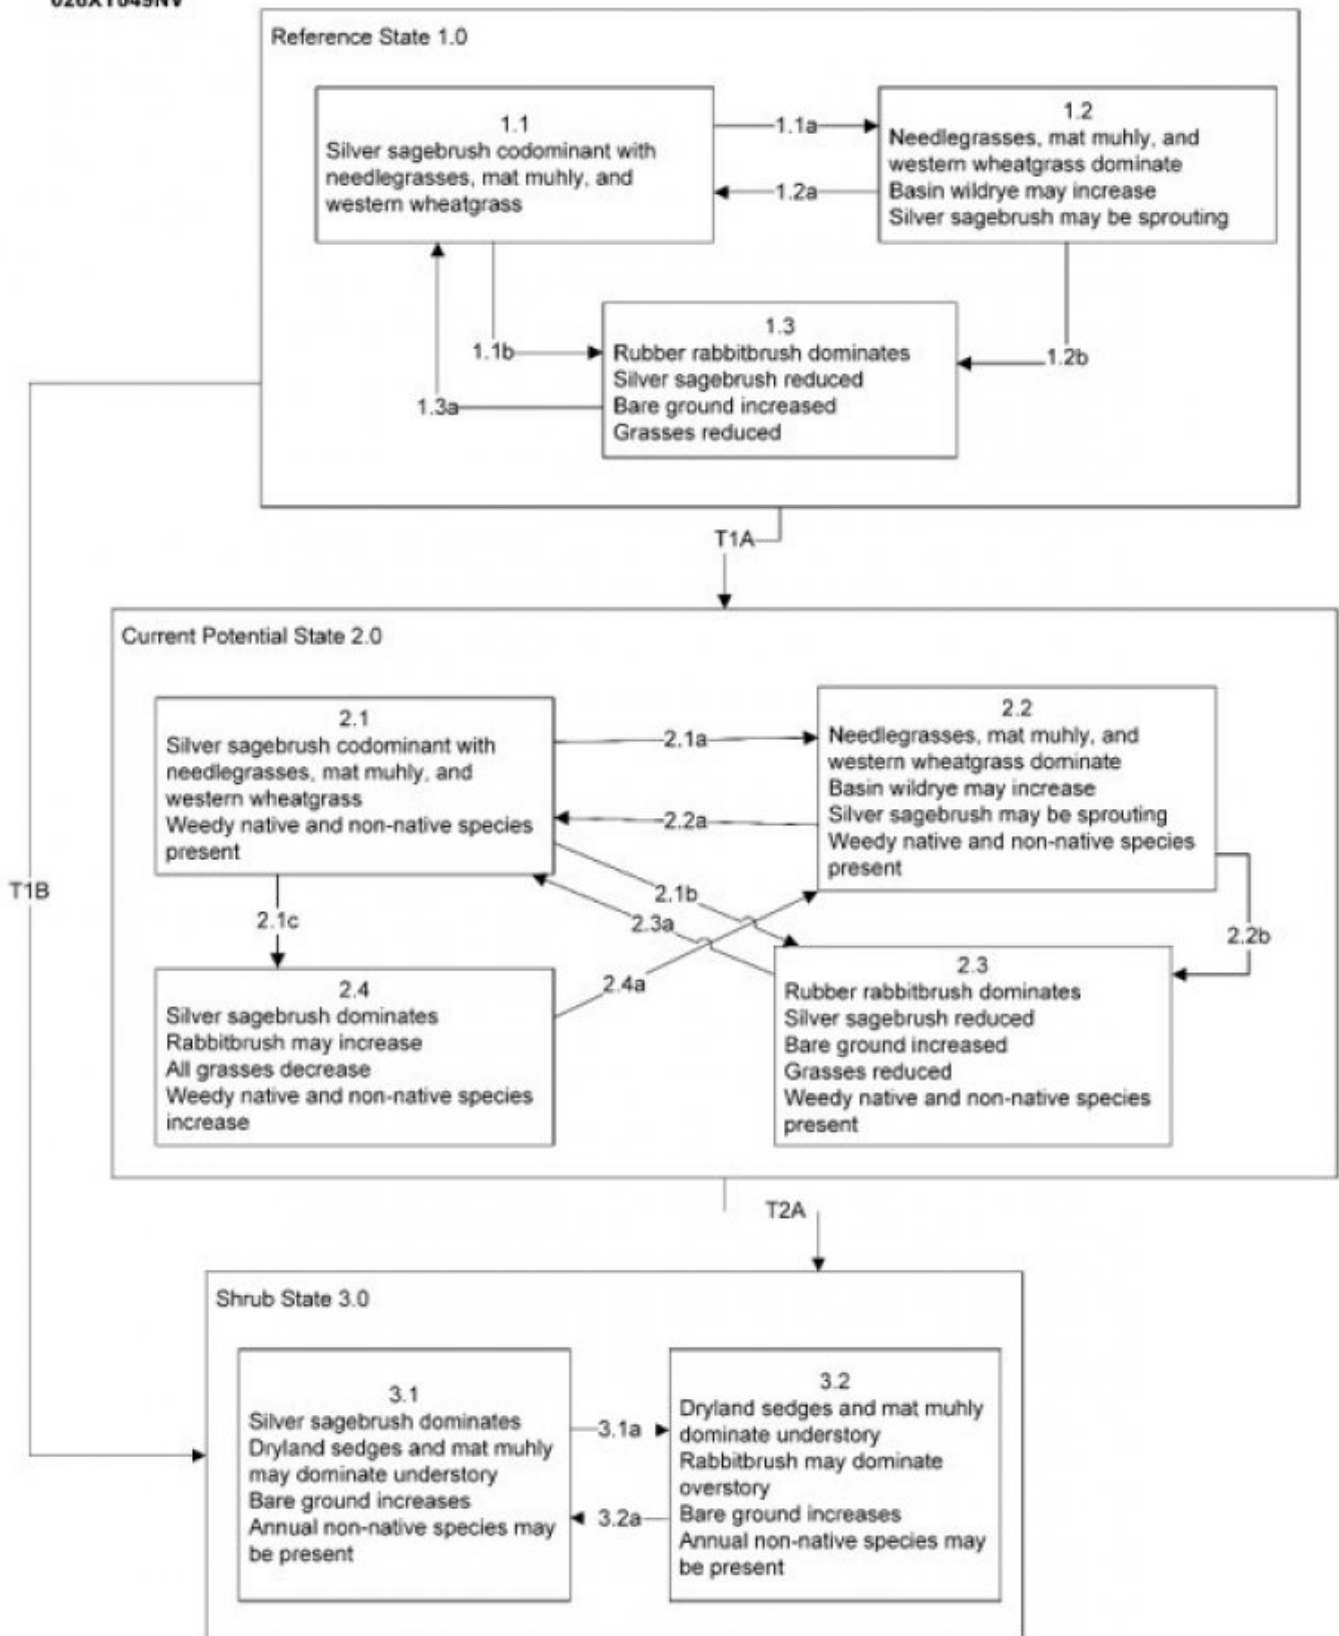 Reference State 1.0
1.1
Silver sagebrush codominant with
needlegrasses, mat muhly, and
western wheatgrass
1.1a
1.2a
1.2
Needlegrasses, mat muhly, and
western wheatgrass dominate
Basin wildrye may increase
Silver sagebrush may be sprouting
1.1b
1.3a
1.3
Rubber rabbitbrush dominates
Silver sagebrush reduced
Bare ground increased
Grasses reduced
1.2b
T1A
Current Potential State 2.0
2.1
Silver sagebrush codominant with
needlegrasses, mat muhly, and
western wheatgrass
Weedy native and non-native species
present
2.1a
2.2a
2.2
Needlegrasses, mat muhly, and
western wheatgrass dominate
Basin wildrye may increase
Silver sagebrush may be sprouting
Weedy native and non-native species
present
T1B
2.1c
2.1b
2.3a
2.4a
2.2b
2.4
Silver sagebrush dominates
Rabbitbrush may increase
All grasses decrease
Weedy native and non-native species
increase
2.3
Rubber rabbitbrush dominates
Silver sagebrush reduced
Bare ground increased
Grasses reduced
Weedy native and non-native species
present
T2A
Shrub State 3.0
3.1
Silver sagebrush dominates
Dryland sedges and mat muhly
may dominate understory
Bare ground increases
Annual non-native species may
be present
3.1a
3.2a
3.2
Dryland sedges and mat muhly
dominate understory
Rabbitbrush may dominate
overstory
Bare ground increases
Annual non-native species may
be present